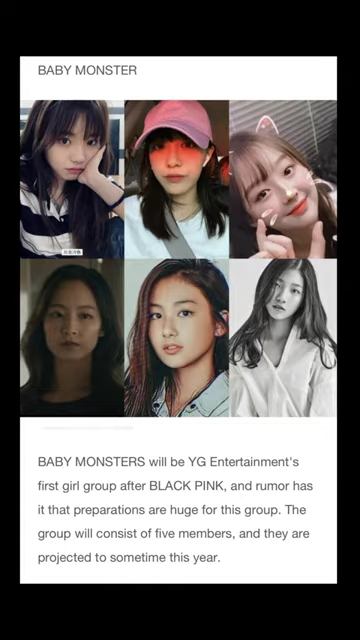 BABY MONSTER
BABY MONSTERS will be YG Entertainment's
first girl group after BLACK PINK, and rumor has
it that preparations are huge for this group. The
group will consist of five members, and they are
projected to sometime this year.